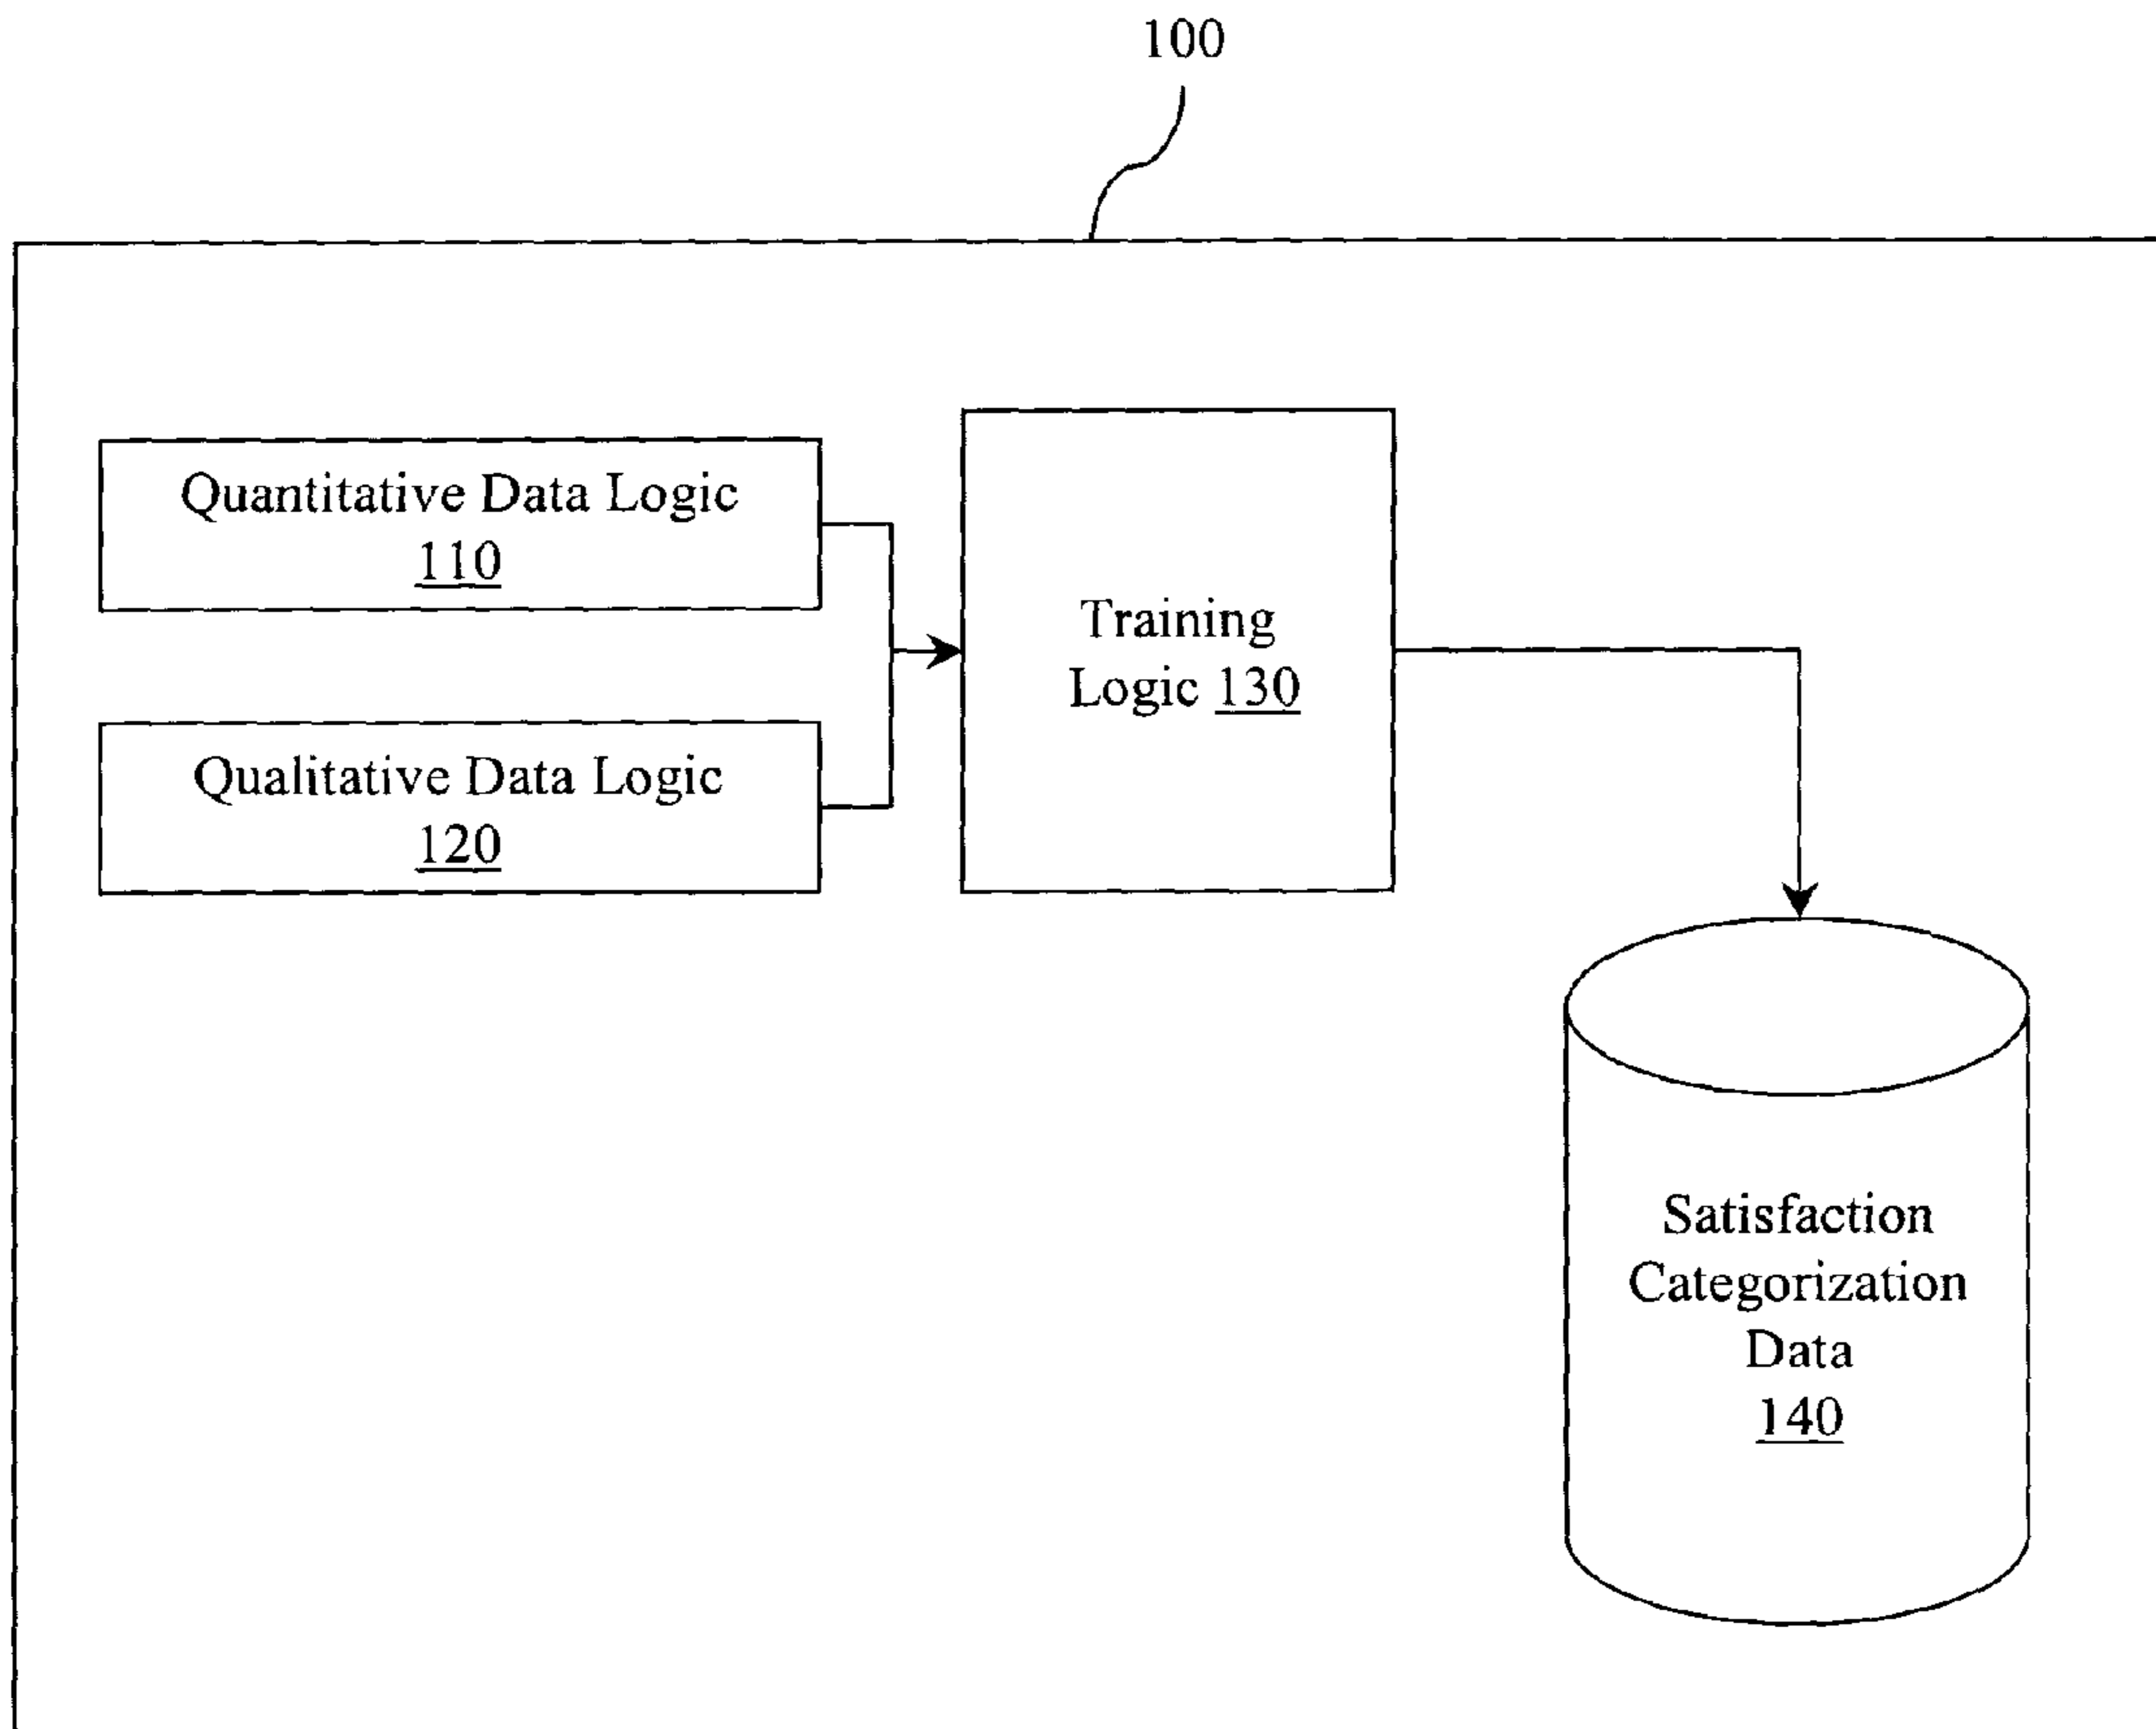 100
Quantitative Data Logic
110
Qualitative Data Logic
120
Training
Logic 130
Satisfaction
Categorization
Data
140